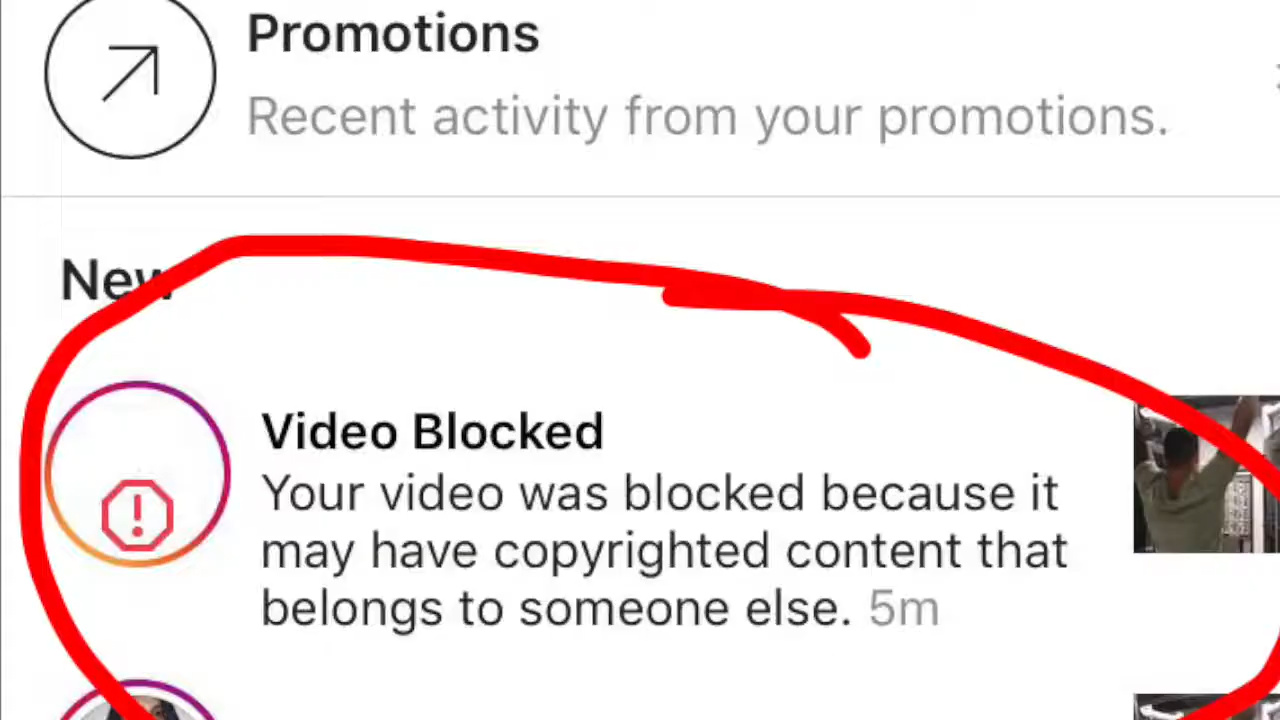 Promotions
Recent activity from your promotions.
New
Video Blocked
Your video was blocked because it
may have copyrighted content that
belongs to someone else. 5m